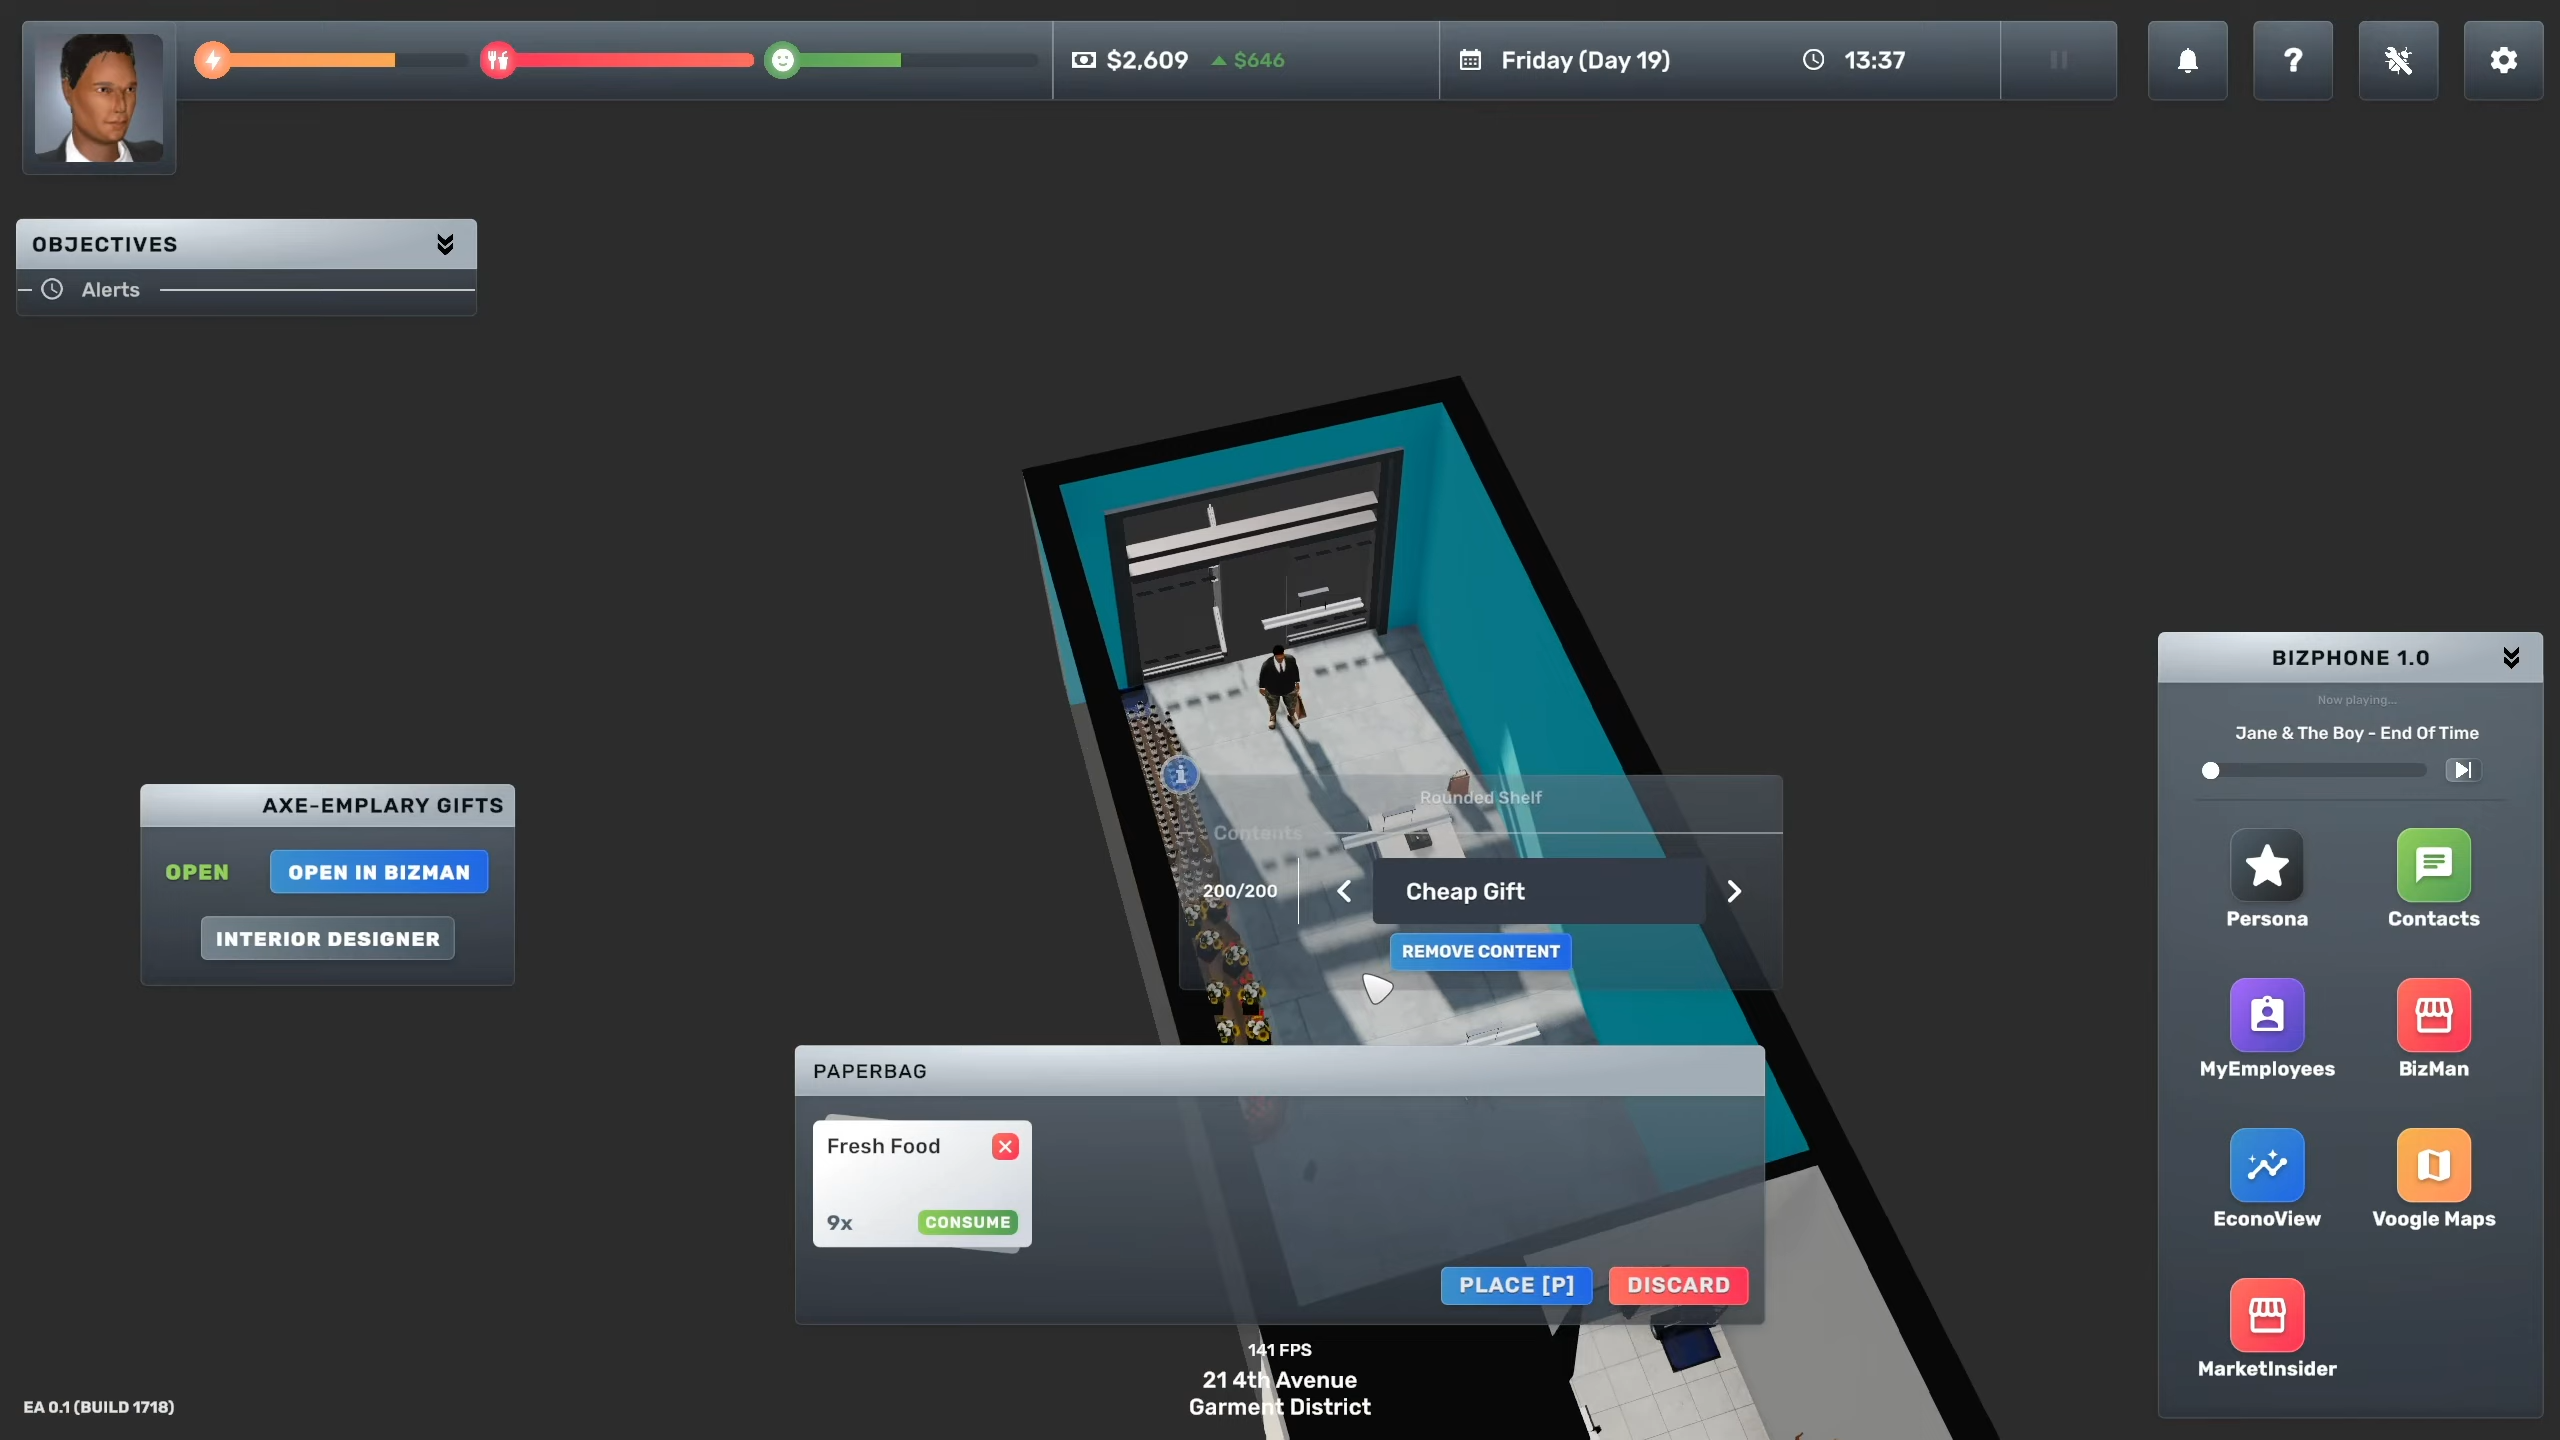 $2,609
$646
Friday (Day 19)
13:37
?
OBJECTIVES
Alerts
BIZPHONE 1.0
Now playing...
Jane & The Boy - End Of Time
Persona
Contacts
MyEmployees
BizMan
EconoView
Voogle Maps
MarketInsider
AXE-EMPLARY GIFTS
OPEN
OPEN IN BIZMAN
INTERIOR DESIGNER
i
Rounded Shelf
Contents
200/200
Cheap Gift
REMOVE CONTENT
PAPERBAG
Fresh Food
9x
CONSUME
PLACE [P]
DISCARD
141 FPS
21 4th Avenue
Garment District
EA 0.1 (BUILD 1718)